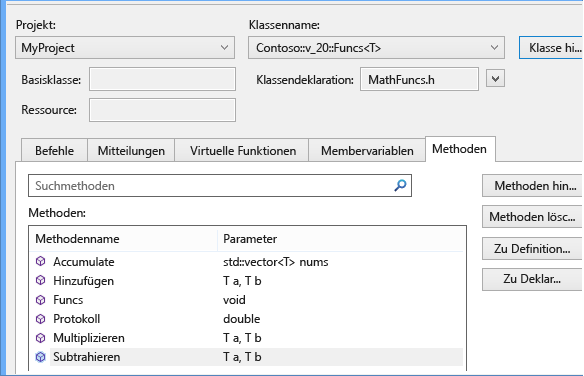 Projekt: Klassenname:
MyProject Contoso::v_20::Funcs<T> Klasse hi...
Basisklasse: Klassendeklaration: MathFuncs.h
Ressource:
Befehle Mitteilungen Virtuelle Funktionen Membervariablen Methoden
Suchmethoden Methoden hin...
Methoden: Methoden lösc...
Methodenname Parameter Zu Definition...
Accumulate std::vector<T> nums Zu Deklar...
Hinzufügen T a, T b
Funcs void
Protokoll double
Multiplizieren T a, T b
Subtrahieren T a, T b